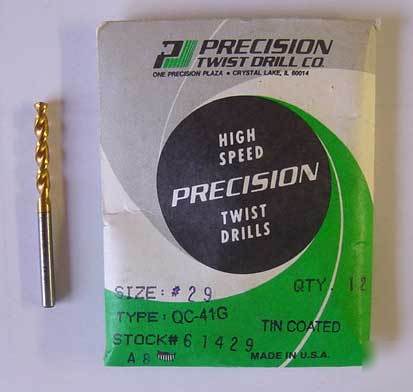 PRECISION
TWIST DRILL CO.
ONE PRECISION PLAZA • CRYSTAL LAKE, IL 60014
HIGH
SPEED
PRECISION
TWIST
DRILLS
SIZE: #29 QTY. 12
TYPE: QC-41G
TIN COATED
STOCK# 61429
A8 MADE IN U.S.A.